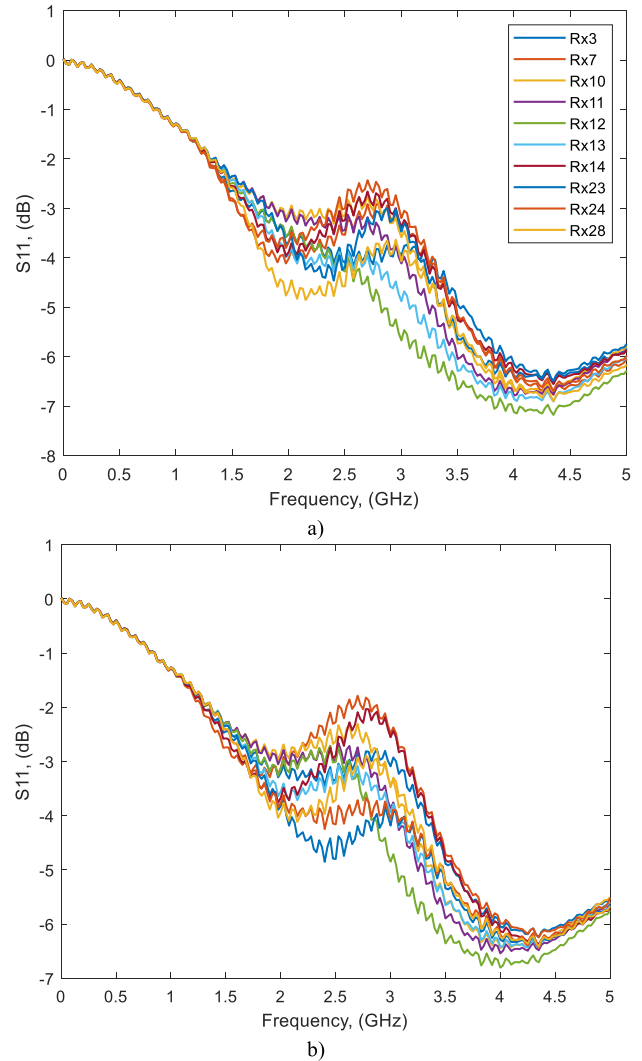 1
0
-1
-2
-3
-4
-5
-6
-7
-8
S11, (dB)
Rx3
Rx7
Rx10
Rx11
Rx12
Rx13
Rx14
Rx23
Rx24
Rx28
0 0.5 1 1.5 2 2.5 3 3.5 4 4.5 5
Frequency, (GHz)
a)
1
0
-1
-2
-3
-4
-5
-6
-7
S11, (dB)
0 0.5 1 1.5 2 2.5 3 3.5 4 4.5 5
Frequency, (GHz)
b)